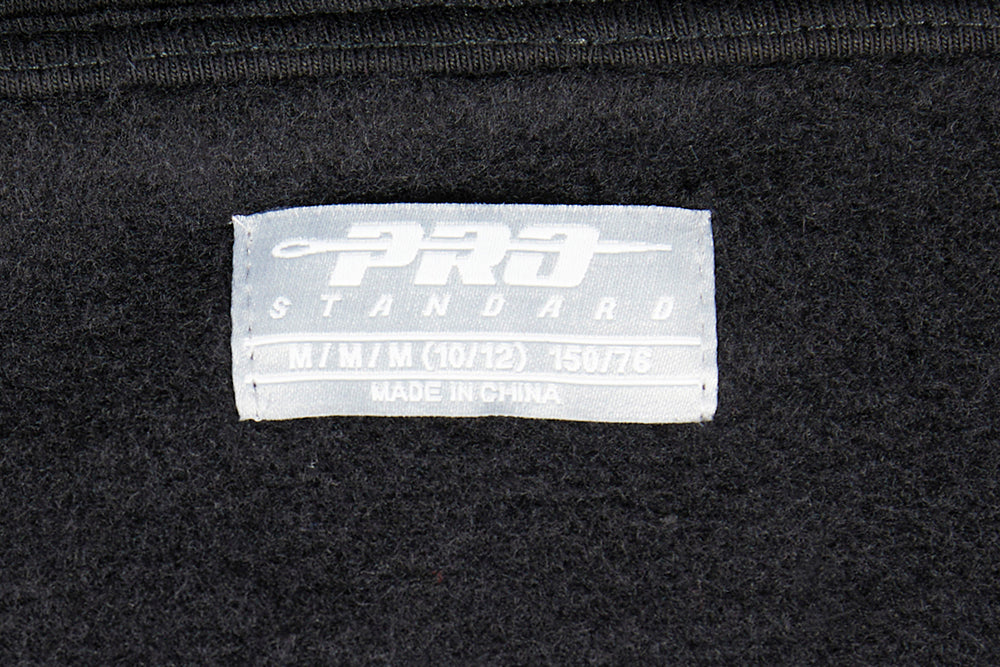 PRO
STANDARD
M/M/M (10/12) 150/76
MADE IN CHINA